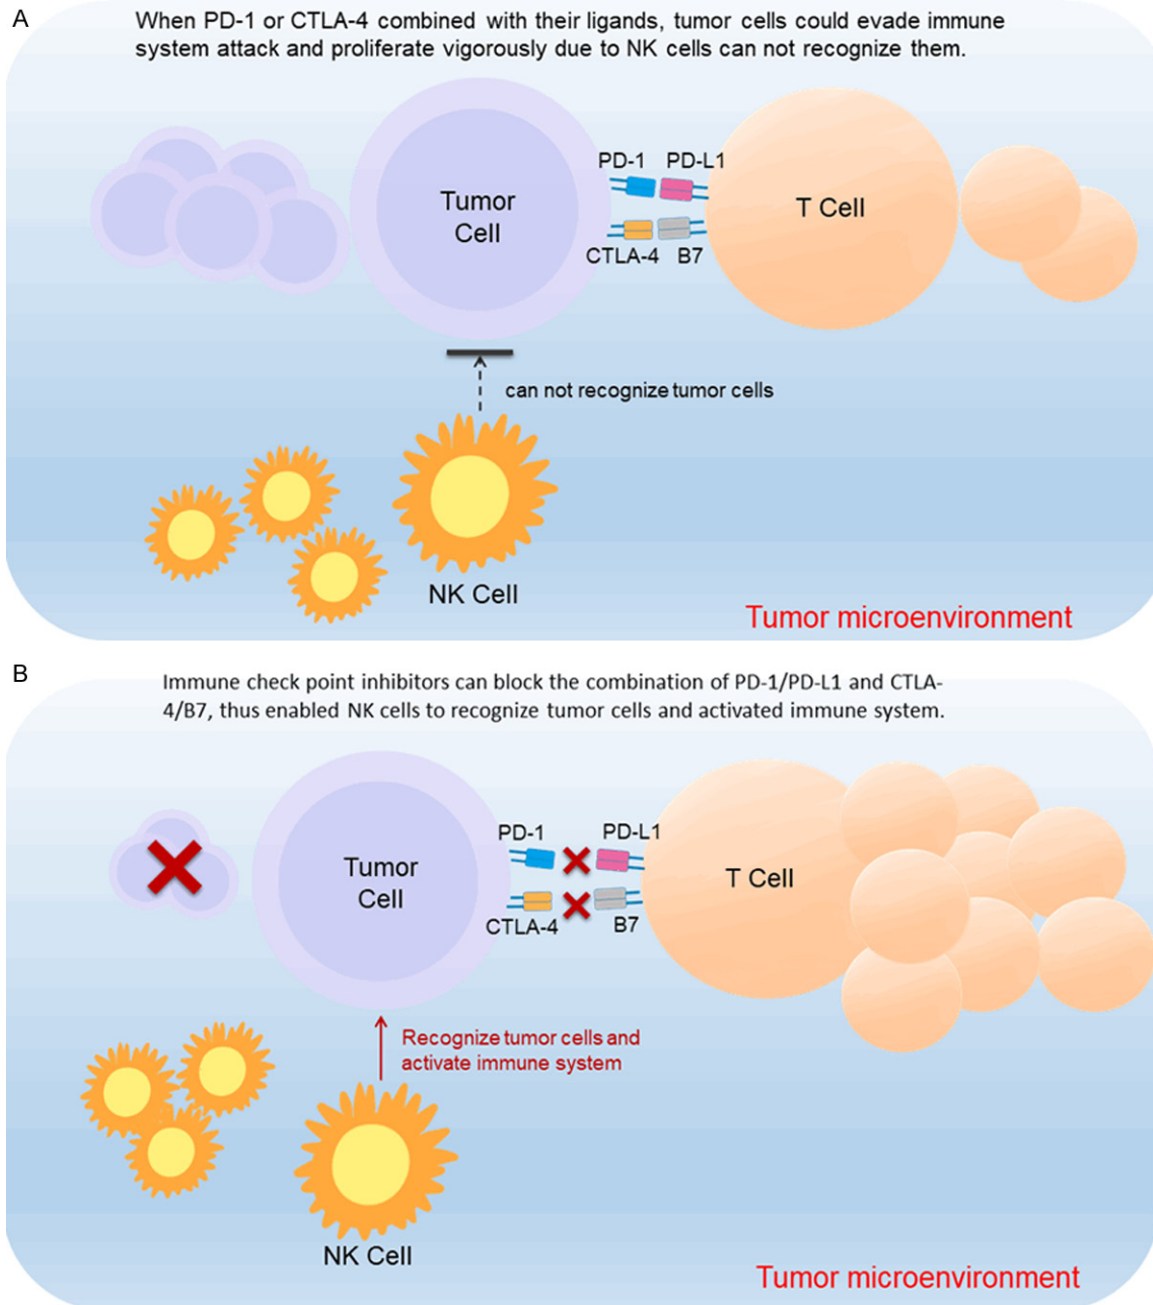 A
When PD-1 or CTLA-4 combined with their ligands, tumor cells could evade immune
system attack and proliferate vigorously due to NK cells can not recognize them.
PD-1 PD-L1
Tumor
Cell
T Cell
CTLA-4 B7
can not recognize tumor cells
NK Cell
Tumor microenvironment
B
Immune check point inhibitors can block the combination of PD-1/PD-L1 and CTLA-
4/B7, thus enabled NK cells to recognize tumor cells and activated immune system.
PD-1 PD-L1
Tumor
Cell
T Cell
CTLA-4 B7
Recognize tumor cells and
activate immune system
NK Cell
Tumor microenvironment